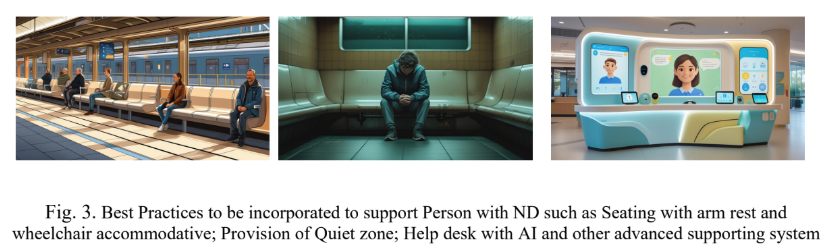 Fig. 3. Best Practices to be incorporated to support Person with ND such as Seating with arm rest and
wheelchair accommodative; Provision of Quiet zone; Help desk with AI and other advanced supporting system